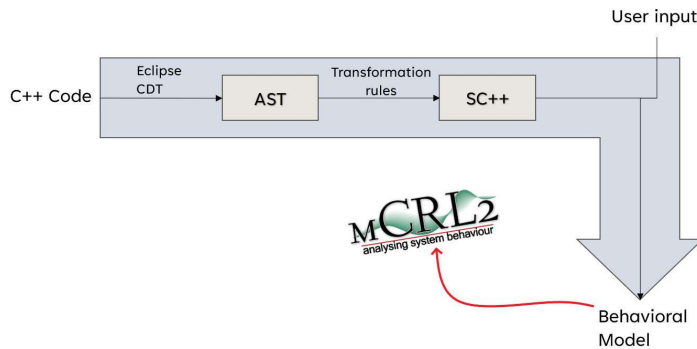 User input
Eclipse
CDT
Transformation
rules
C++ Code
AST
SC++
mCRL2
analysing system behaviour
Behavioral
Model